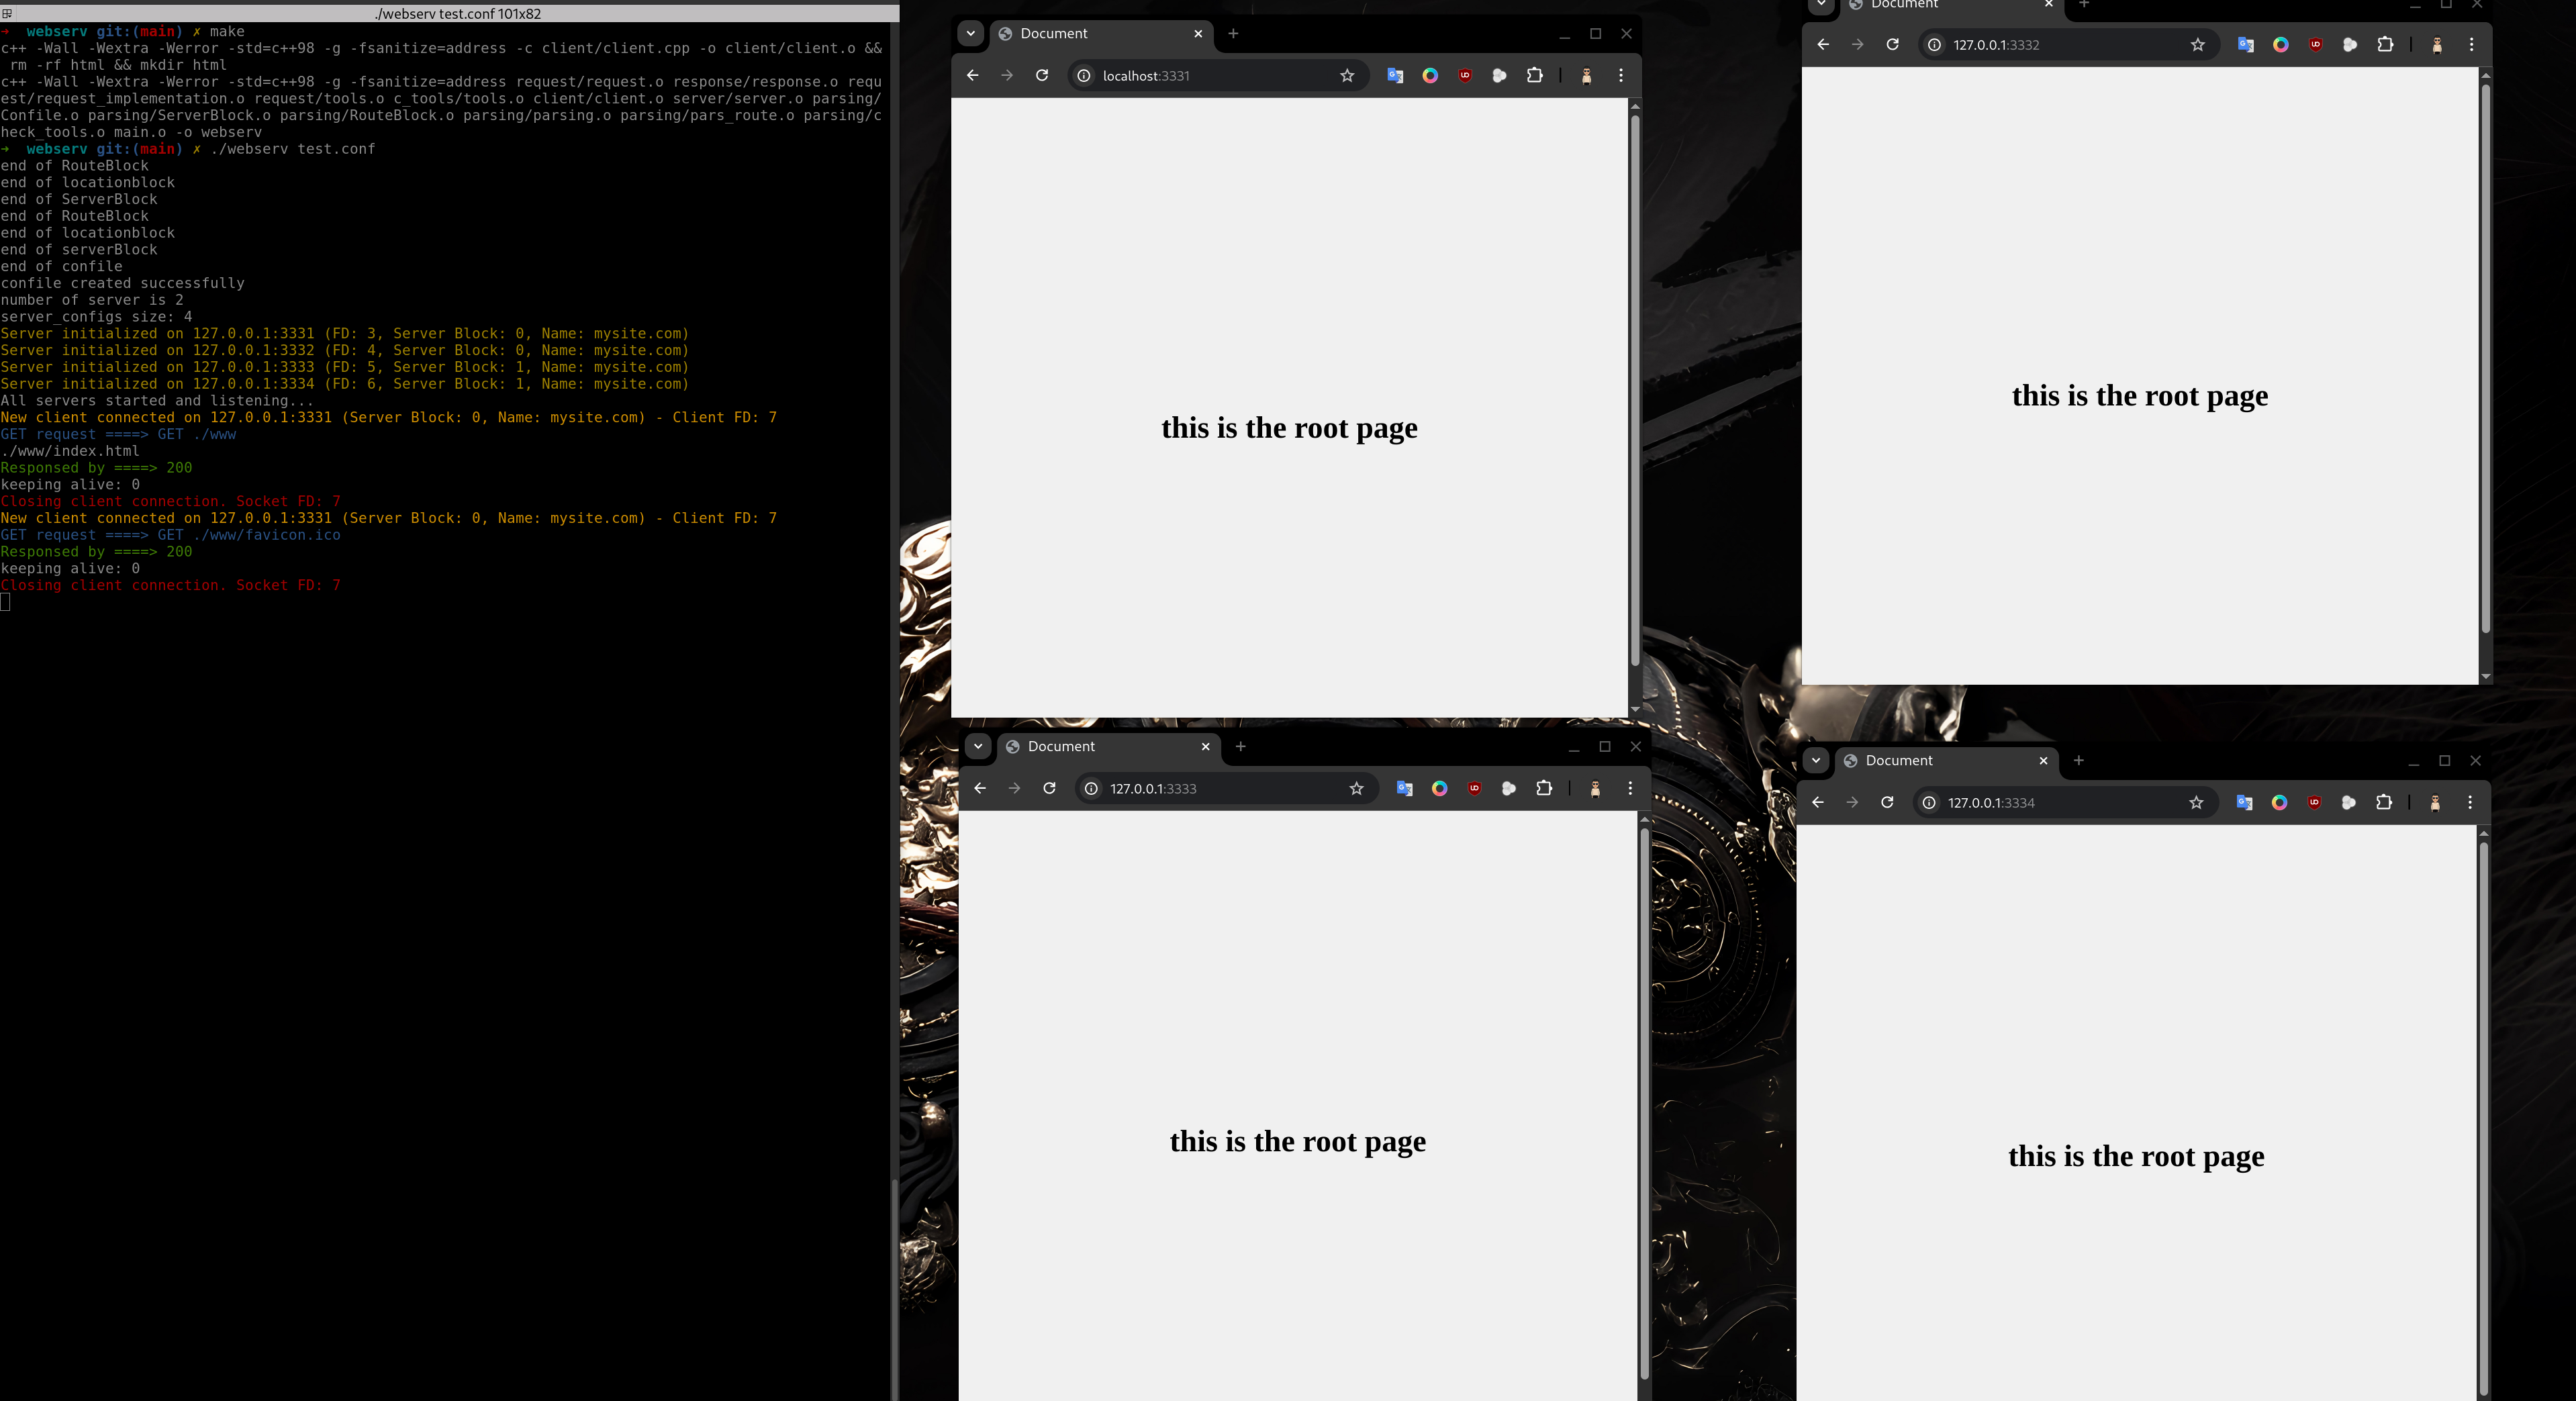 ./webserv test.conf 101x82
→ webserv git:(main) ✗ make
c++ -Wall -Wextra -Werror -std=c++98 -g -fsanitize=address -c client/client.cpp -o client/client.o &&
rm -rf html && mkdir html
c++ -Wall -Wextra -Werror -std=c++98 -g -fsanitize=address request/request.o response/response.o requ
est/request_implementation.o request/tools.o c_tools/tools.o client/client.o server/server.o parsing/
Confile.o parsing/ServerBlock.o parsing/RouteBlock.o parsing/parsing.o parsing/pars_route.o parsing/c
heck_tools.o main.o -o webserv
→ webserv git:(main) ✗ ./webserv test.conf
end of RouteBlock
end of locationblock
end of ServerBlock
end of RouteBlock
end of locationblock
end of serverBlock
end of confile
confile created successfully
number of server is 2
server_configs size: 4
Server initialized on 127.0.0.1:3331 (FD: 3, Server Block: 0, Name: mysite.com)
Server initialized on 127.0.0.1:3332 (FD: 4, Server Block: 0, Name: mysite.com)
Server initialized on 127.0.0.1:3333 (FD: 5, Server Block: 1, Name: mysite.com)
Server initialized on 127.0.0.1:3334 (FD: 6, Server Block: 1, Name: mysite.com)
All servers started and listening...
New client connected on 127.0.0.1:3331 (Server Block: 0, Name: mysite.com) - Client FD: 7
GET request ====> GET ./www
./www/index.html
Responsed by ====> 200
keeping alive: 0
Closing client connection. Socket FD: 7
New client connected on 127.0.0.1:3331 (Server Block: 0, Name: mysite.com) - Client FD: 7
GET request ====> GET ./www/favicon.ico
Responsed by ====> 200
keeping alive: 0
Closing client connection. Socket FD: 7
Document
localhost:3331
this is the root page
Document
127.0.0.1:3332
this is the root page
Document
127.0.0.1:3333
this is the root page
Document
127.0.0.1:3334
this is the root page